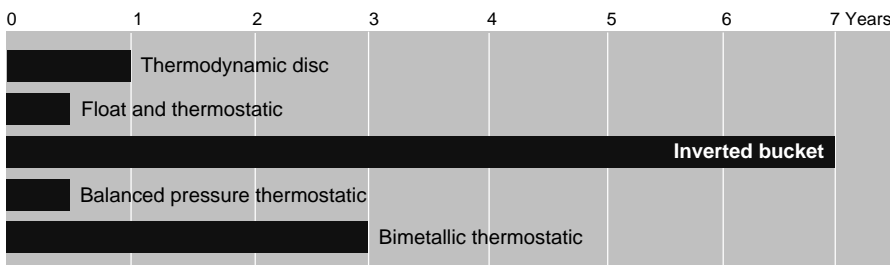 0 1 2 3 4 5 6 7 Years
Thermodynamic disc
Float and thermostatic
Inverted bucket
Balanced pressure thermostatic
Bimetallic thermostatic